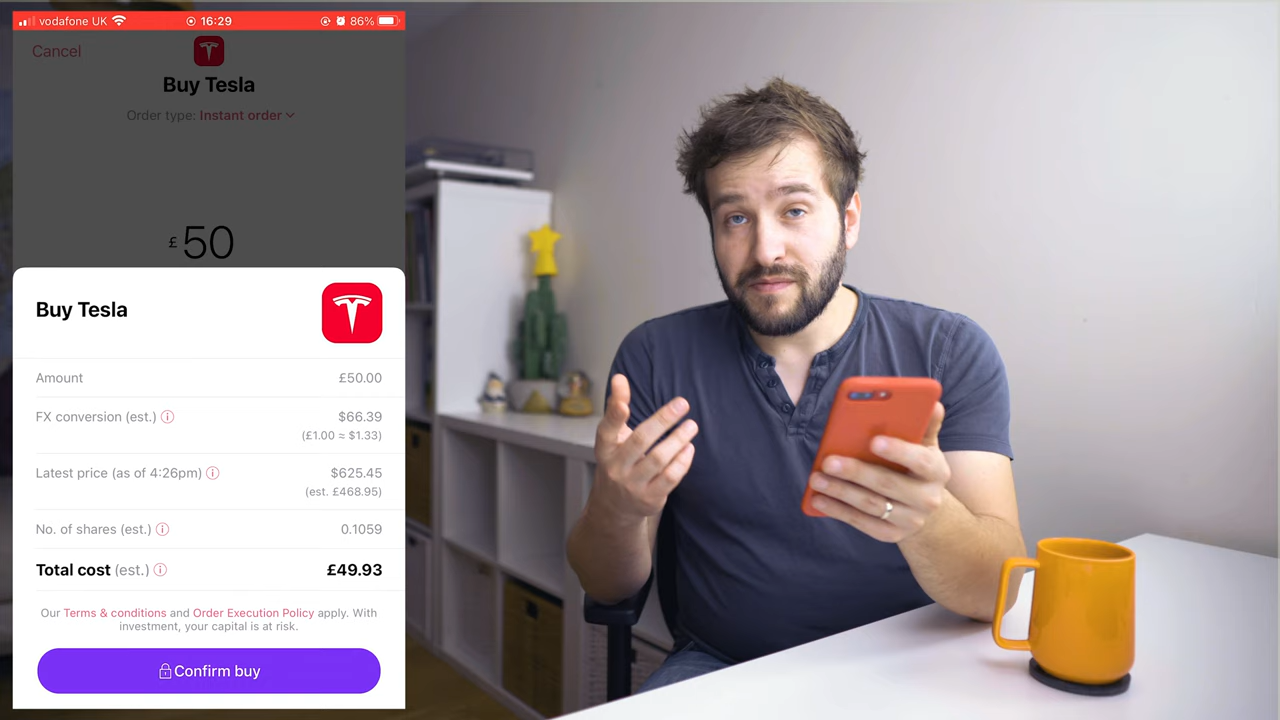 vodafone UK 16:29 86%
Cancel
Buy Tesla
Order type: Instant order
£50
Buy Tesla
Amount £50.00
FX conversion (est.) $66.39
(£1.00 ≈ $1.33)
Latest price (as of 4:26pm) $625.45
(est. £468.95)
No. of shares (est.) 0.1059
Total cost (est.) £49.93
Our Terms & conditions and Order Execution Policy apply. With
investment, your capital is at risk.
Confirm buy